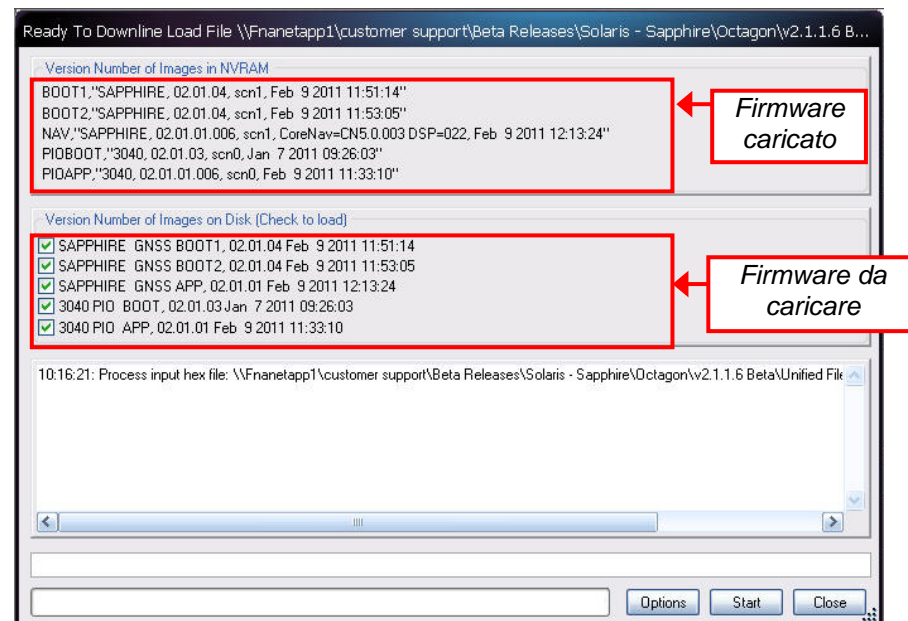 Ready To Downline Load File \\Fnanetapp1\customer support\Beta Releases\Solaris - Sapphire\Octagon\v2.1.1.6 B...
Version Number of Images in NVRAM
BOOT1,"SAPPHIRE, 02.01.04, scn1, Feb 9 2011 11:51:14"
BOOT2,"SAPPHIRE, 02.01.04, scn1, Feb 9 2011 11:53:05"
NAV,"SAPPHIRE, 02.01.01.006, scn1, CoreNav=CN5.0.003 DSP=022, Feb 9 2011 12:13:24"
PIOBOOT,"3040, 02.01.03, scn0, Jan 7 2011 09:26:03"
PIOAPP,"3040, 02.01.01.006, scn0, Feb 9 2011 11:33:10"
Firmware
caricato
Version Number of Images on Disk (Check to load)
SAPPHIRE GNSS BOOT1, 02.01.04 Feb 9 2011 11:51:14
SAPPHIRE GNSS BOOT2, 02.01.04 Feb 9 2011 11:53:05
SAPPHIRE GNSS APP, 02.01.01 Feb 9 2011 12:13:24
3040 PIO BOOT, 02.01.03 Jan 7 2011 09:26:03
3040 PIO APP, 02.01.01 Feb 9 2011 11:33:10
Firmware da
caricare
10:16:21: Process input hex file: \\Fnanetapp1\customer support\Beta Releases\Solaris - Sapphire\Octagon\v2.1.1.6 Beta\Unified File
Options
Start
Close